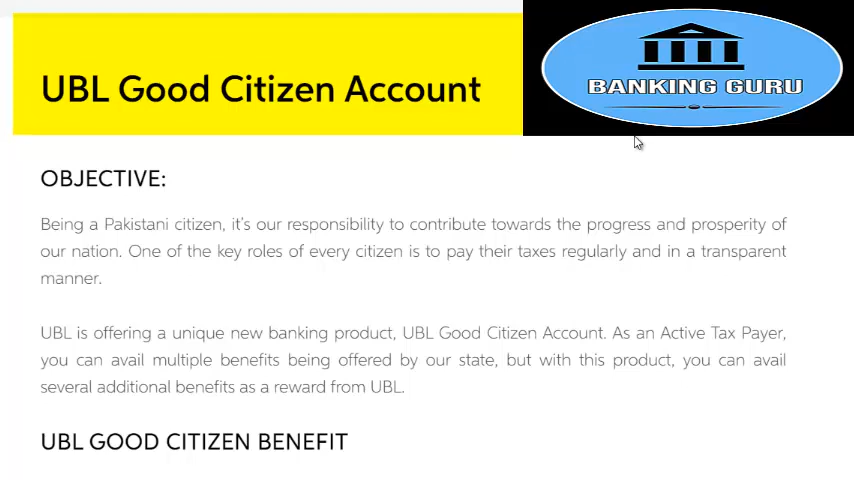 UBL Good Citizen Account
BANKING GURU
OBJECTIVE:
Being a Pakistani citizen, it's our responsibility to contribute towards the progress and prosperity of
our nation. One of the key roles of every citizen is to pay their taxes regularly and in a transparent
manner.
UBL is offering a unique new banking product, UBL Good Citizen Account. As an Active Tax Payer,
you can avail multiple benefits being offered by our state, but with this product, you can avail
several additional benefits as a reward from UBL.
UBL GOOD CITIZEN BENEFIT